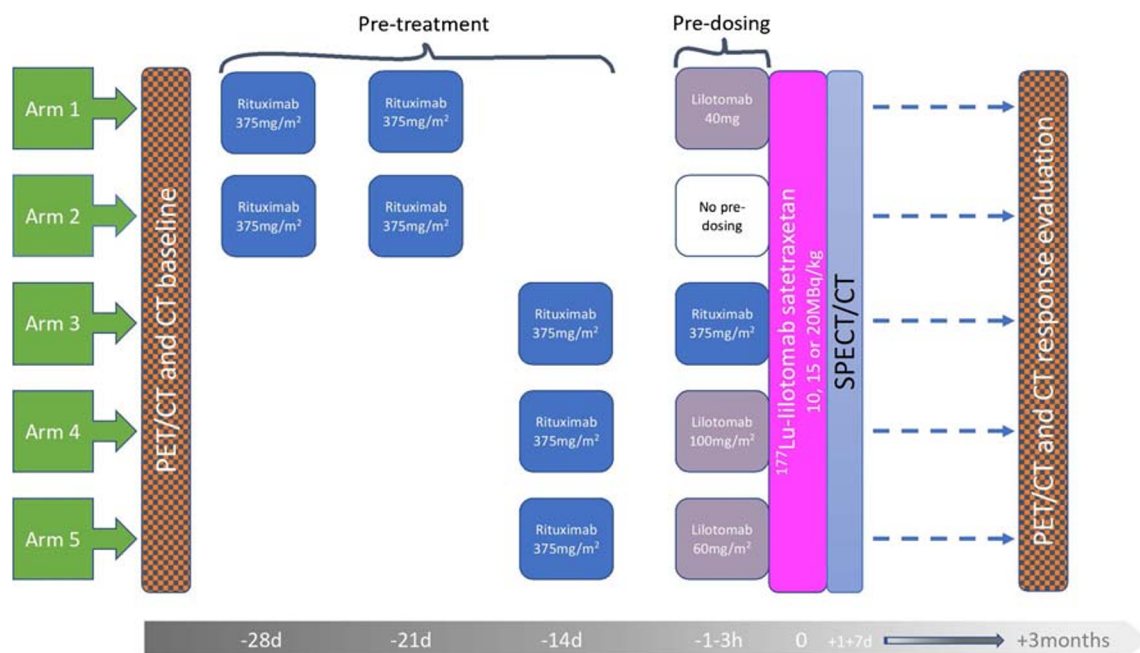 Pre-treatment
Pre-dosing
Arm 1
Rituximab
375mg/m²
Rituximab
375mg/m²
Lilotomab
40mg
Arm 2
Rituximab
375mg/m²
Rituximab
375mg/m²
No pre-
dosing
Arm 3
Rituximab
375mg/m²
Rituximab
375mg/m²
Arm 4
Rituximab
375mg/m²
Lilotomab
100mg/m²
Arm 5
Rituximab
375mg/m²
Lilotomab
60mg/m²
PET/CT and CT baseline
¹⁷⁷Lu-lilotomab satetraxetan
10, 15 or 20MBq/kg
SPECT/CT
PET/CT and CT response evaluation
-28d
-21d
-14d
-1-3h
0
+1+7d
+3months